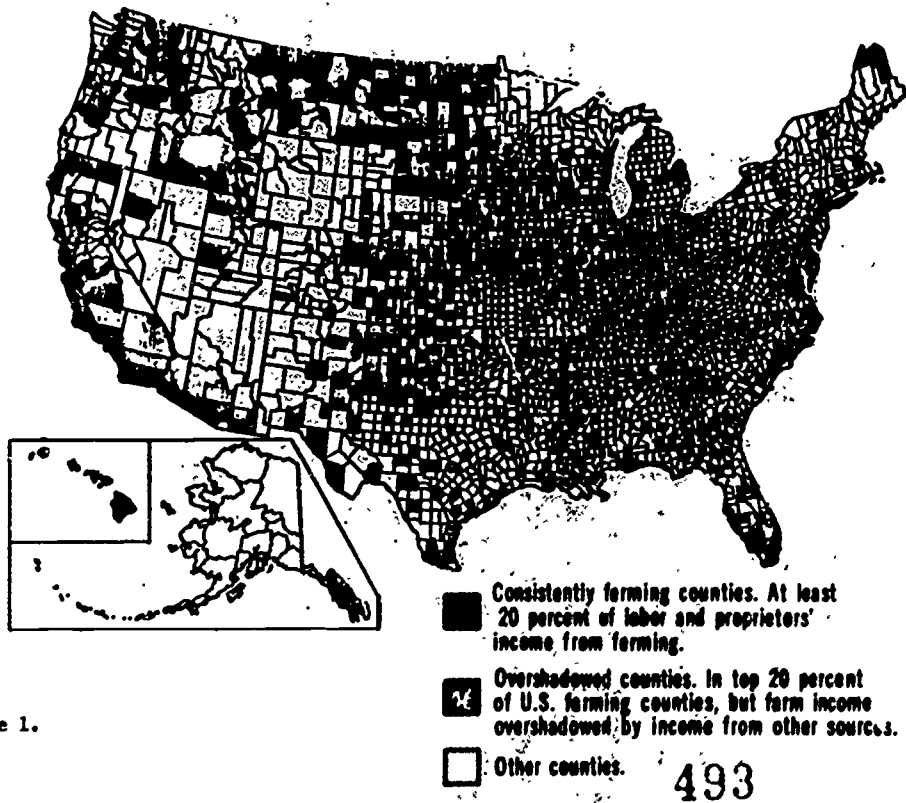 Consistently farming counties. At least
20 percent of labor and proprietors'
income from farming.
Overshadowed counties. In top 20 percent
of U.S. farming counties, but farm income
overshadowed by income from other sources.
e 1.
Other counties.
493